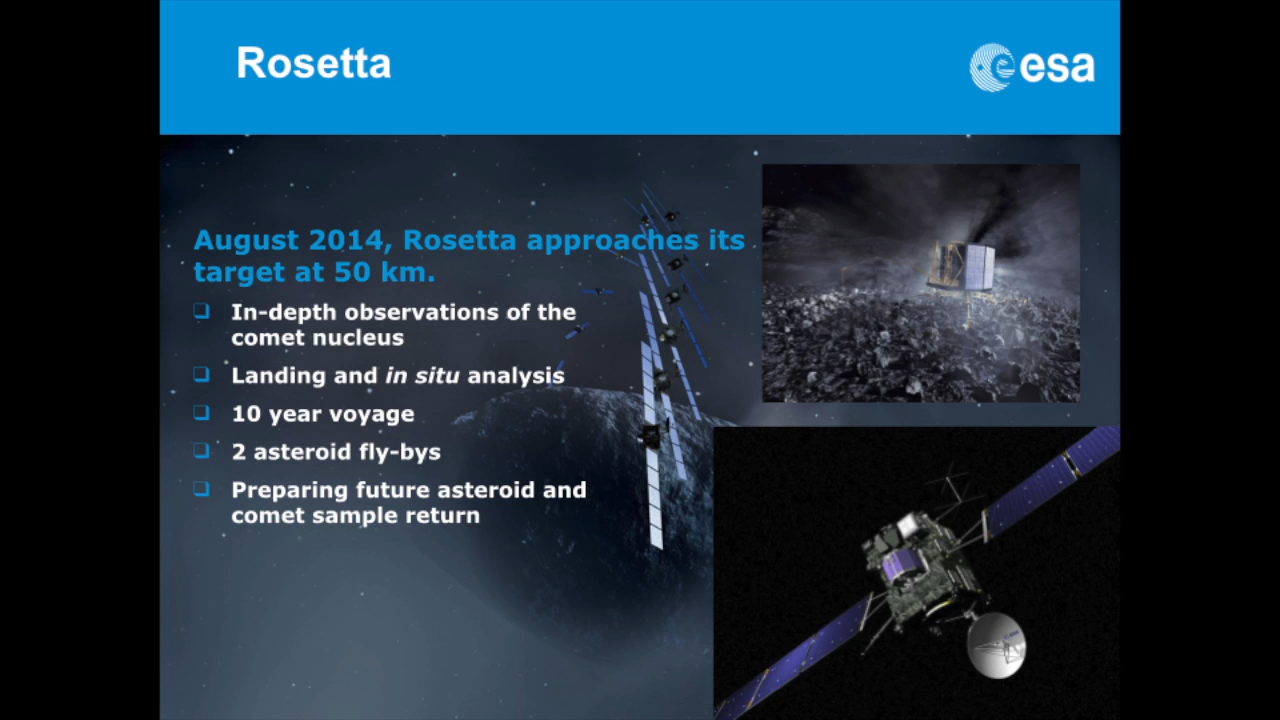 Rosetta
esa
August 2014, Rosetta approaches its
target at 50 km.
In-depth observations of the
comet nucleus
Landing and in situ analysis
10 year voyage
2 asteroid fly-bys
Preparing future asteroid and
comet sample return